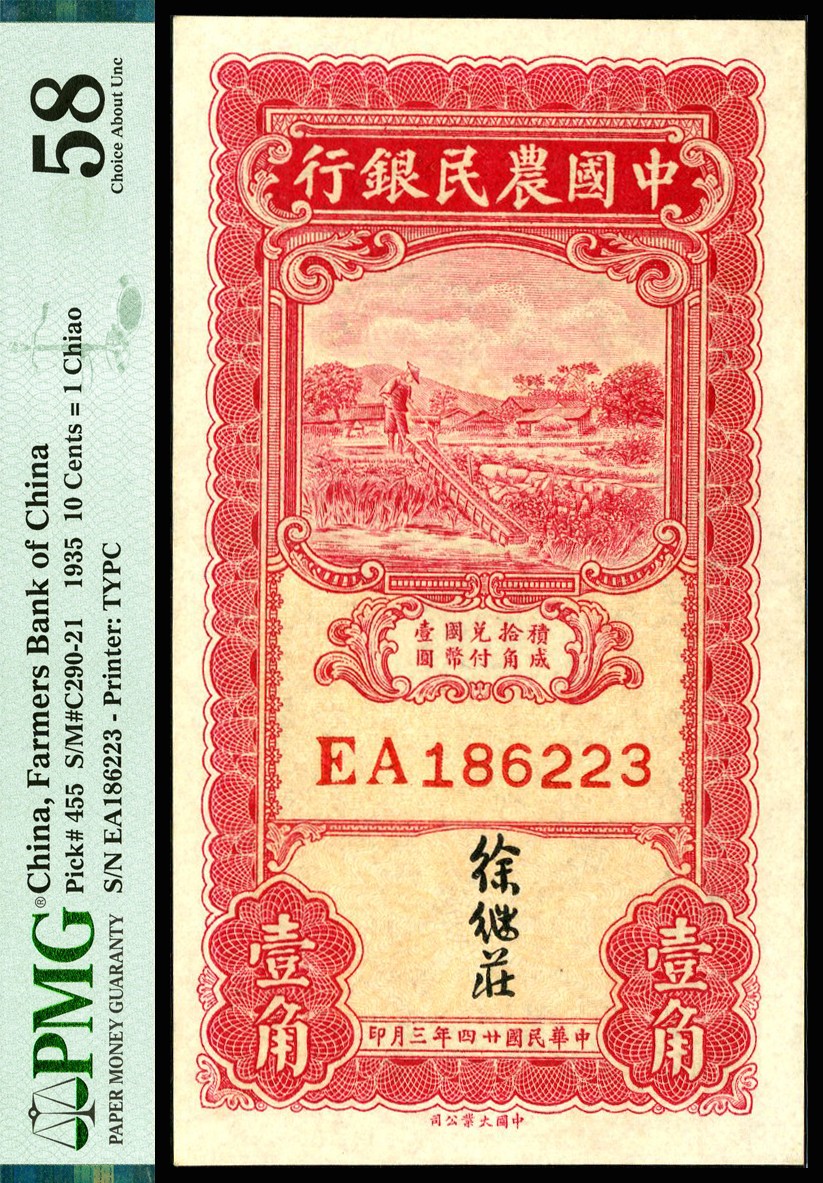 PMG®
PAPER MONEY GUARANTY
China, Farmers Bank of China
Pick# 455 S/M#C290-21 1935 10 Cents = 1 Chiao
S/N EA186223 - Printer: TYPC
58
Choice About Unc
中國農民銀行
積成
拾角
兑付
國幣
壹圓
EA186223
徐继莊
壹角
壹角
中華民國廿四年三月印
中國大業公司